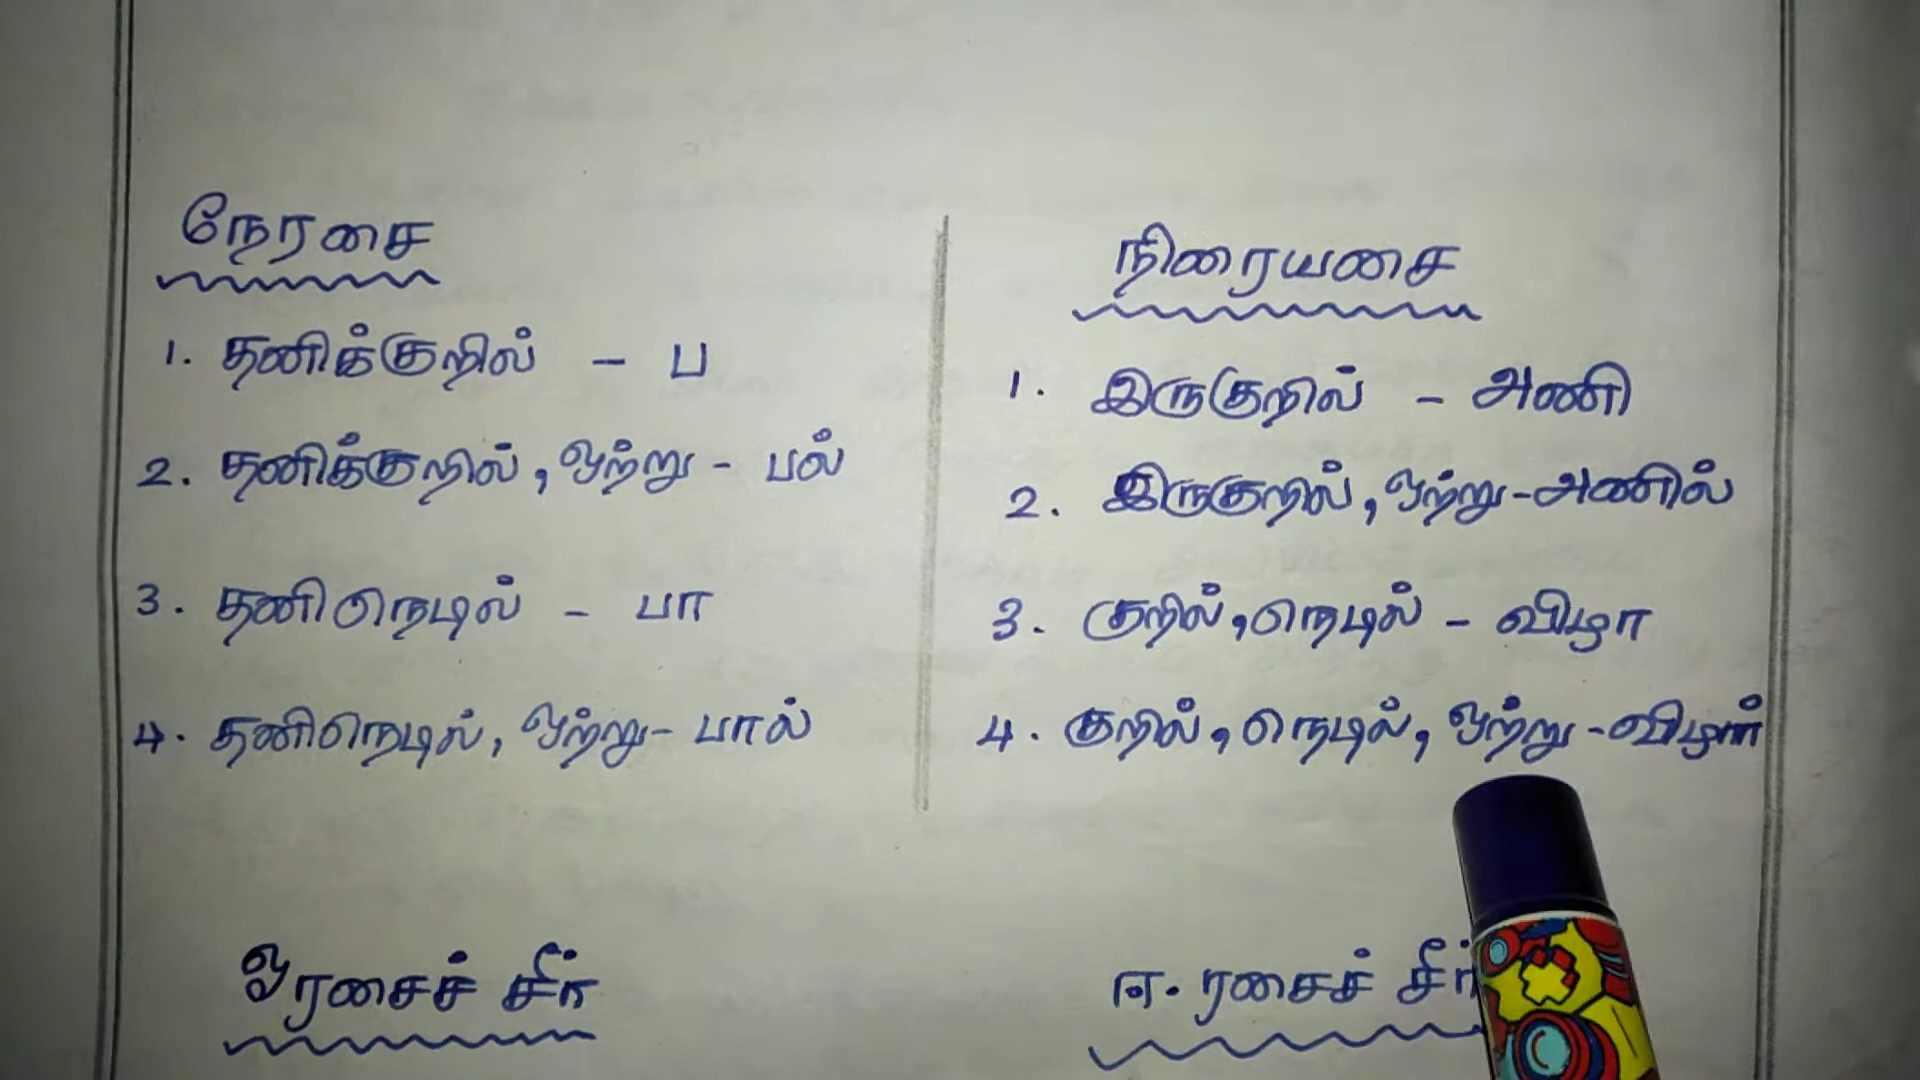 நேரசை
1. தனிக்குறில் – ப
2. தனிக்குறில், ஒற்று – பல்
3. தனிநெடில் – பா
4. தனிநெடில், ஒற்று – பால்
நிரையசை
1. இருகுறில் – அணி
2. இருகுறில், ஒற்று – அணில்
3. குறில், நெடில் – விழா
4. குறில், நெடில், ஒற்று – விழார்
ஓரசைச் சீர்
ஈ.ரசைச் சீர்